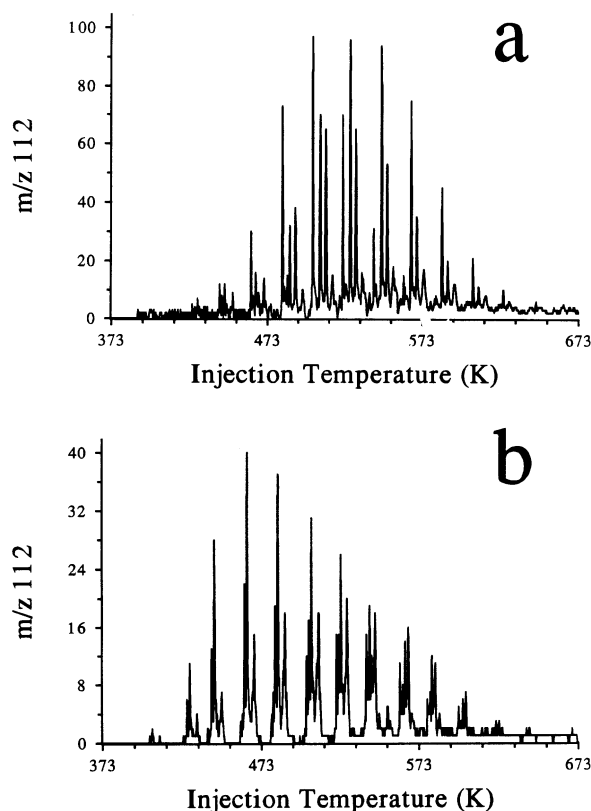 a
100
80
60
40
20
0
m/z 112
373 473 573 673
Injection Temperature (K)
b
40
32
24
16
8
0
m/z 112
373 473 573 673
Injection Temperature (K)